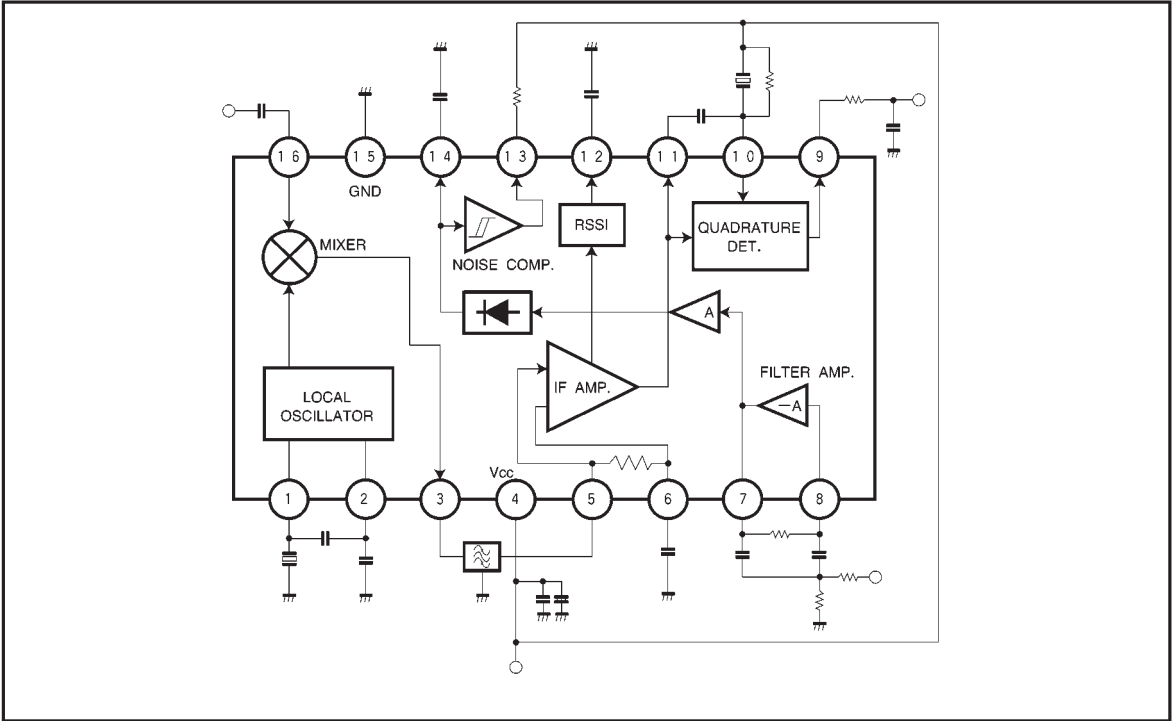 16 15 14 13 12 11 10 9
GND
MIXER
NOISE COMP.
RSSI
QUADRATURE
DET.
A
FILTER AMP.
−A
IF AMP.
LOCAL
OSCILLATOR
Vcc
1 2 3 4 5 6 7 8